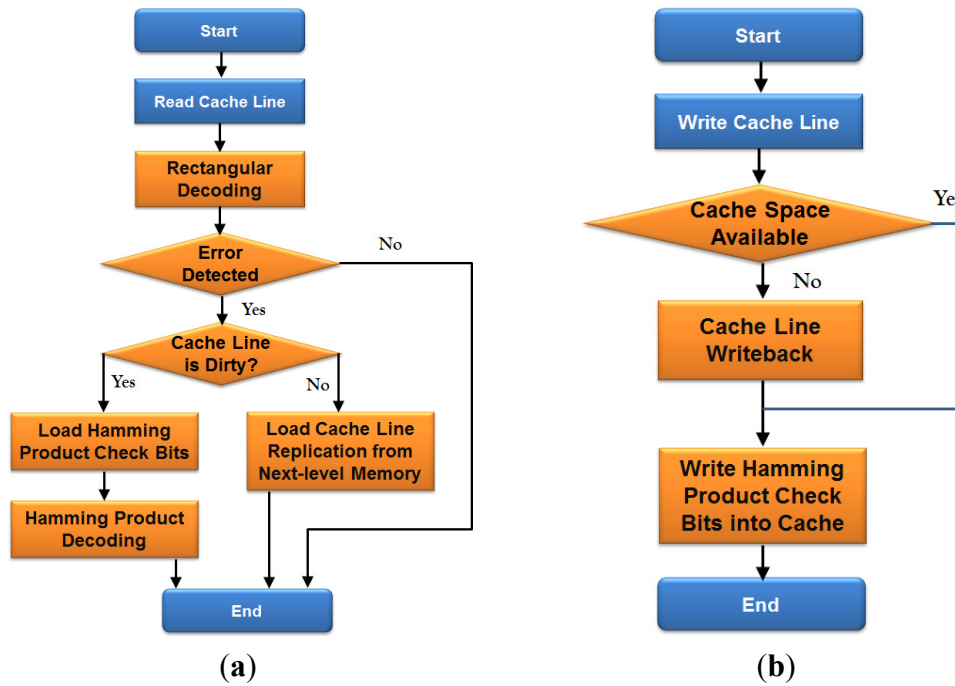 Start
Read Cache Line
Rectangular
Decoding
Error
Detected
No
Yes
Cache Line
is Dirty?
Yes
No
Load Hamming
Product Check Bits
Load Cache Line
Replication from
Next-level Memory
Hamming Product
Decoding
End
(a)
Start
Write Cache Line
Cache Space
Available
Ye
No
Cache Line
Writeback
Write Hamming
Product Check
Bits into Cache
End
(b)